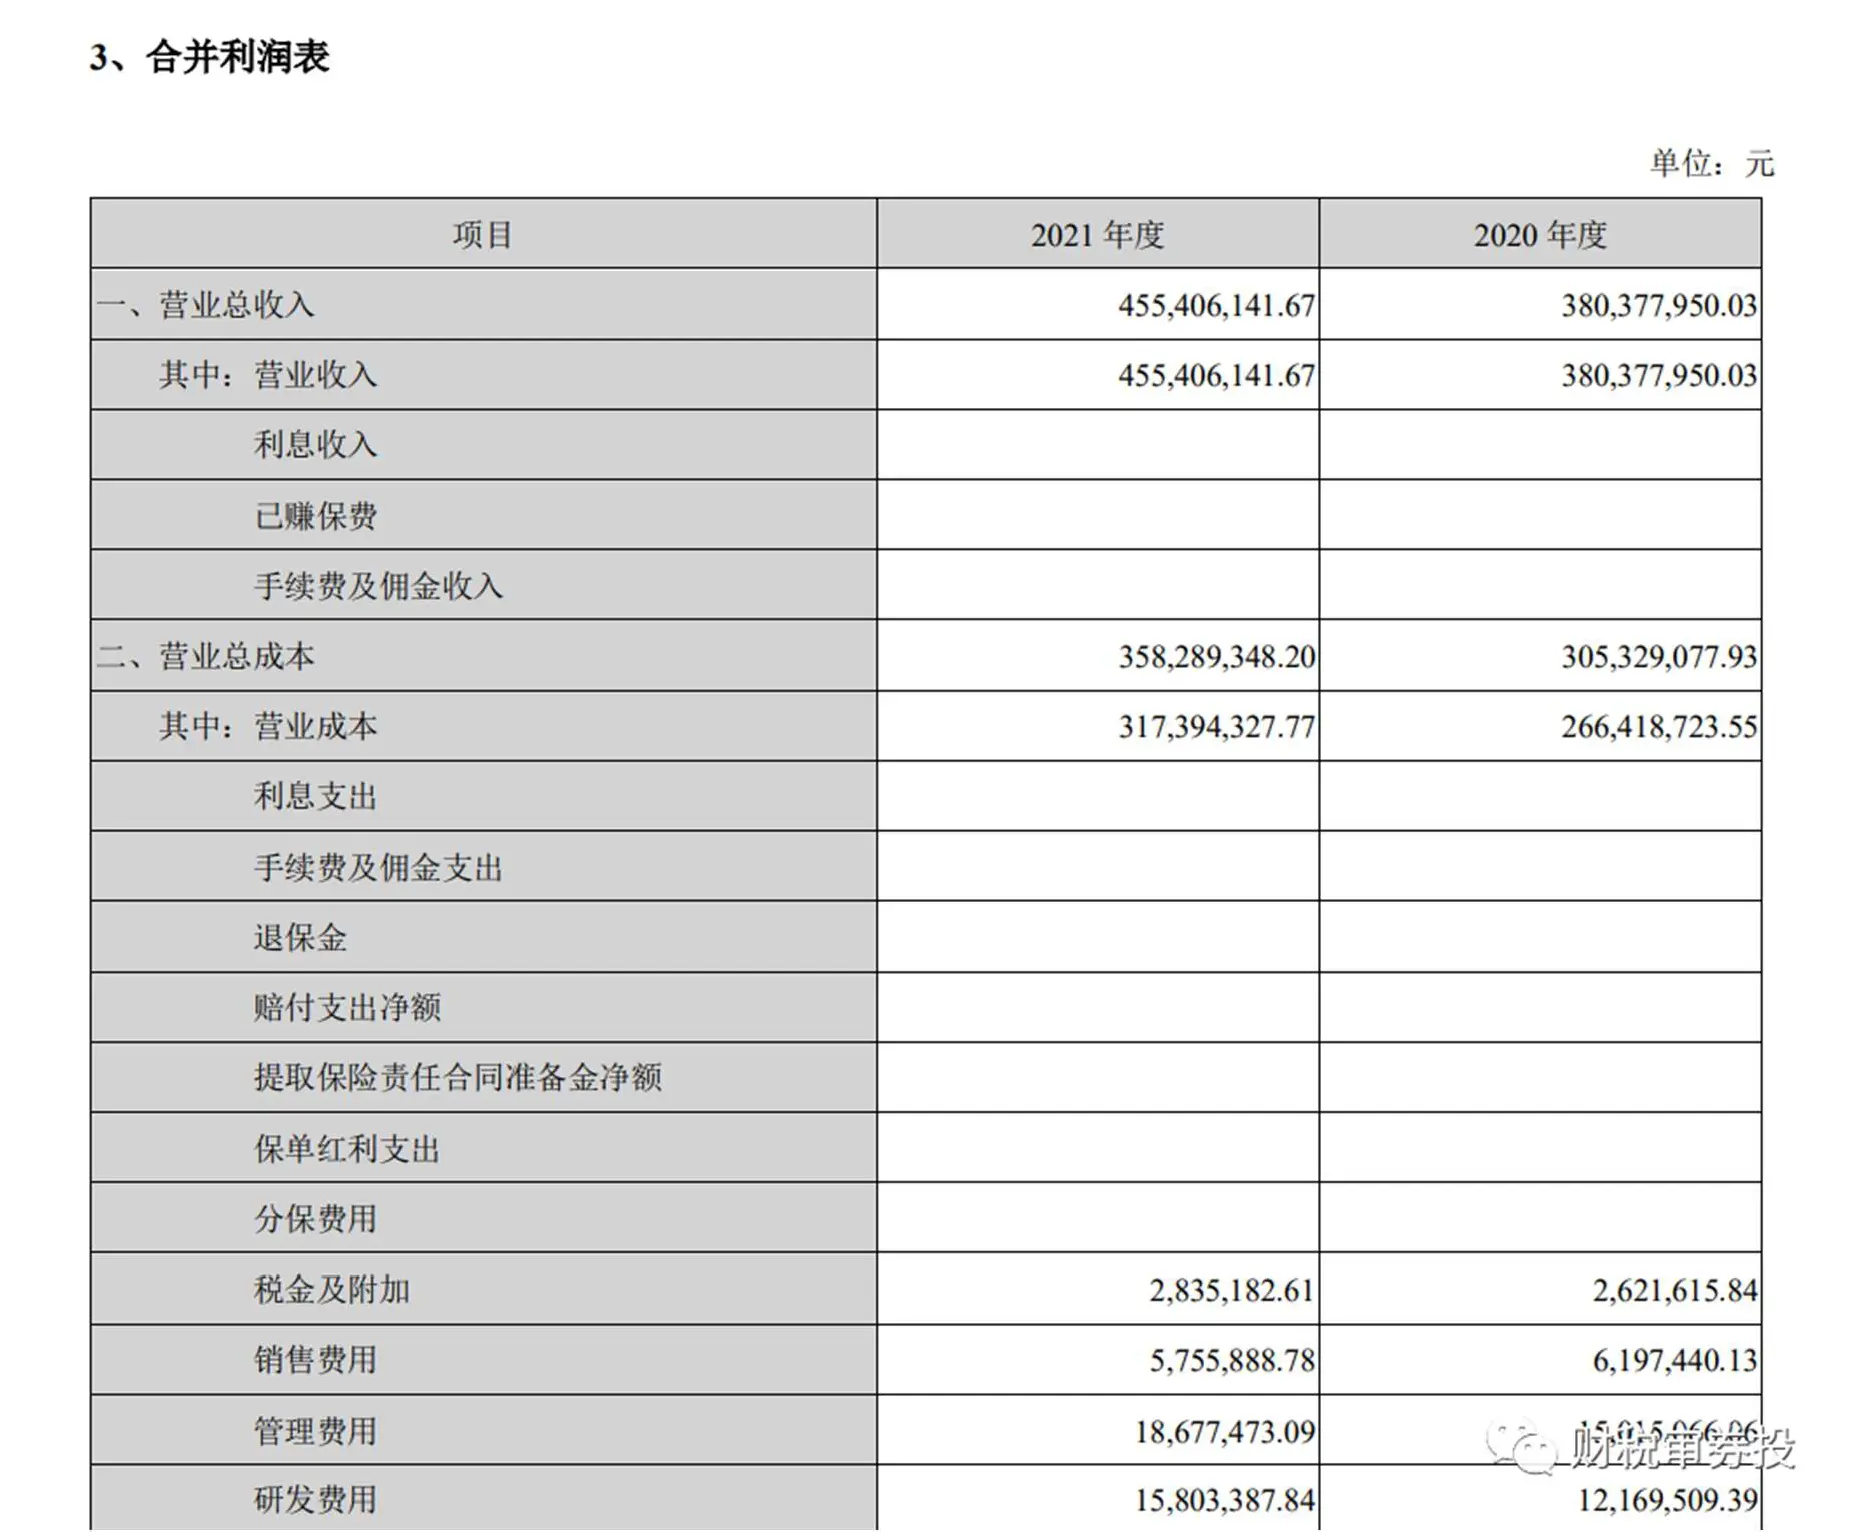 3、合并利润表
单位：元
项目 2021 年度 2020 年度
一、营业总收入 455,406,141.67 380,377,950.03
其中：营业收入 455,406,141.67 380,377,950.03
利息收入
已赚保费
手续费及佣金收入
二、营业总成本 358,289,348.20 305,329,077.93
其中：营业成本 317,394,327.77 266,418,723.55
利息支出
手续费及佣金支出
退保金
赔付支出净额
提取保险责任合同准备金净额
保单红利支出
分保费用
税金及附加 2,835,182.61 2,621,615.84
销售费用 5,755,888.78 6,197,440.13
管理费用 18,677,473.09
财税审券投
研发费用 15,803,387.84 12,169,509.39